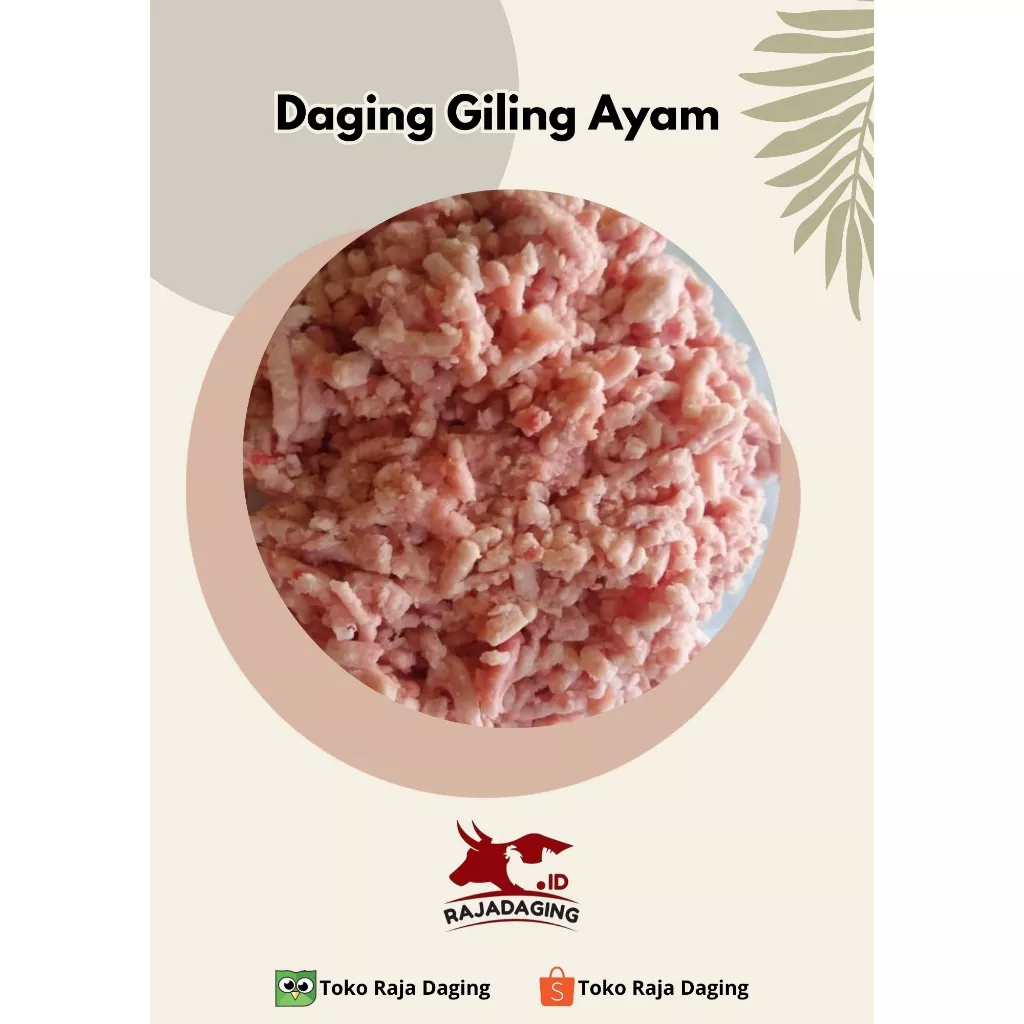 Daging Giling Ayam
.ID
RAJADAGING
Toko Raja Daging
S Toko Raja Daging